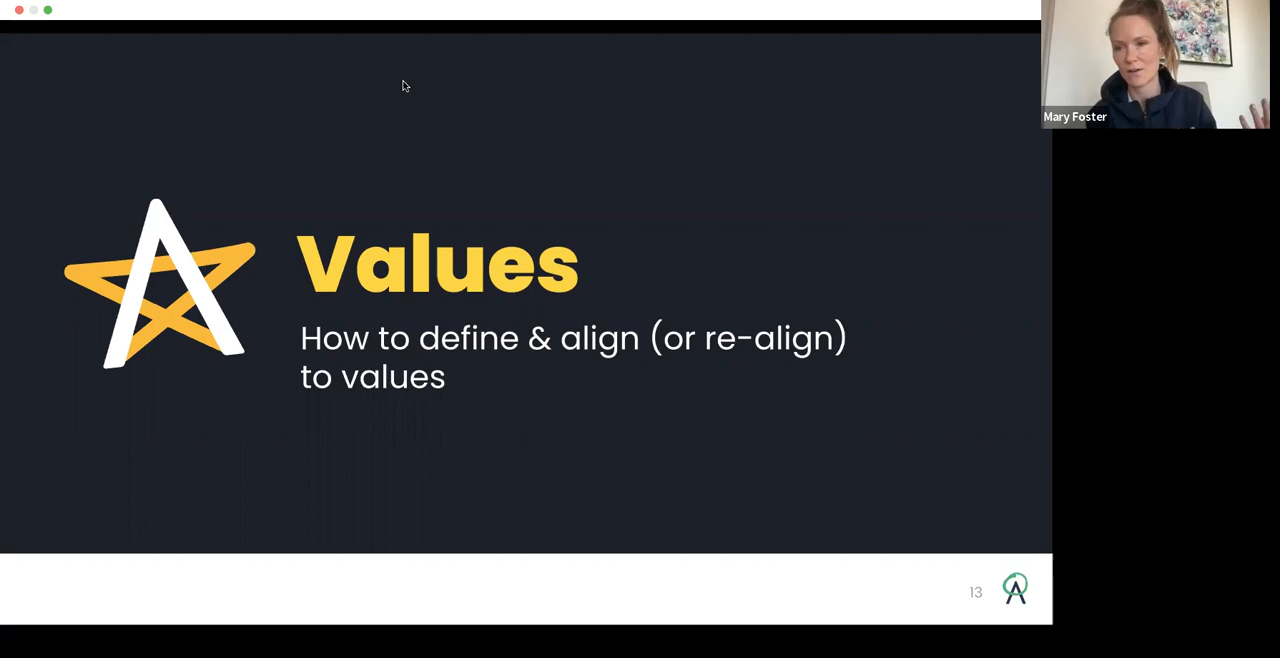 Mary Foster
Values
How to define & align (or re-align)
to values
13